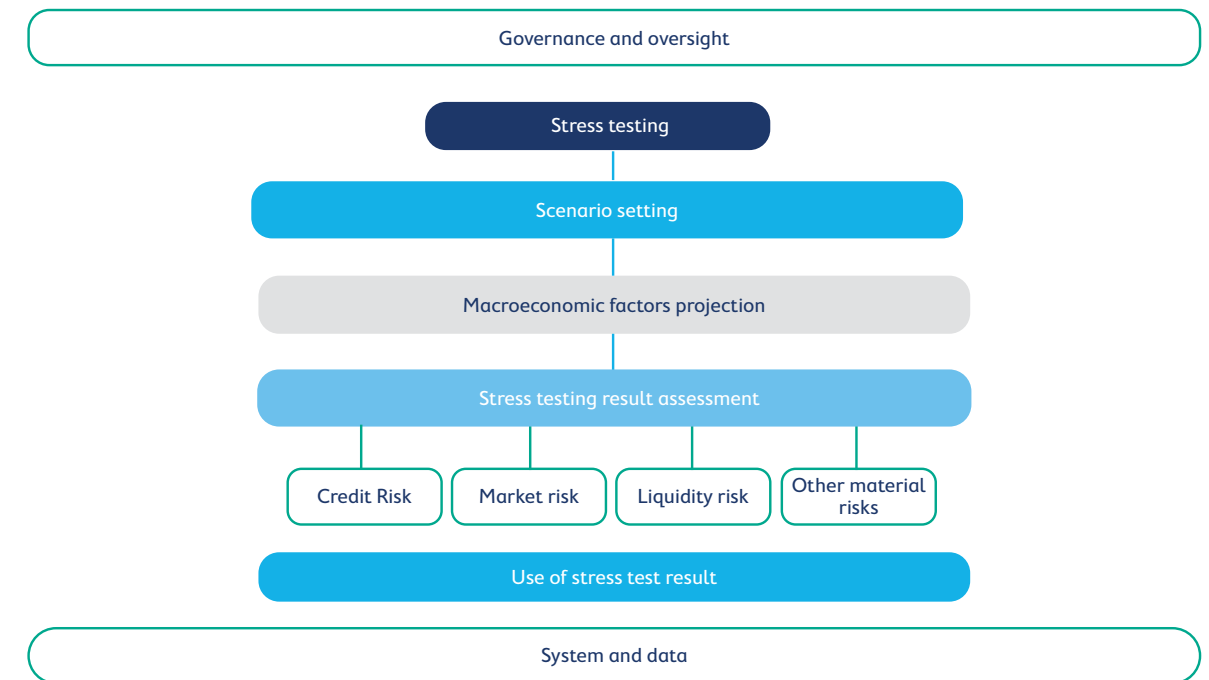 Governance and oversight
Stress testing
Scenario setting
Macroeconomic factors projection
Stress testing result assessment
Credit Risk
Market risk
Liquidity risk
Other material
risks
Use of stress test result
System and data